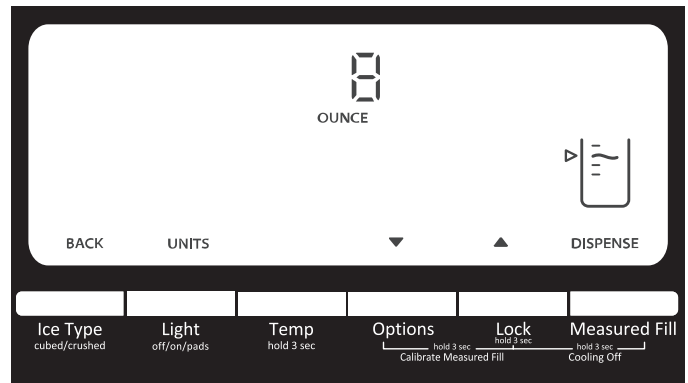 8
OUNCE
BACK UNITS ▼ ▲ DISPENSE
Ice Type Light Temp Options Lock Measured Fill
cubed/crushed off/on/pads hold 3 sec hold 3 sec hold 3 sec hold 3 sec
Calibrate Measured Fill Cooling Off